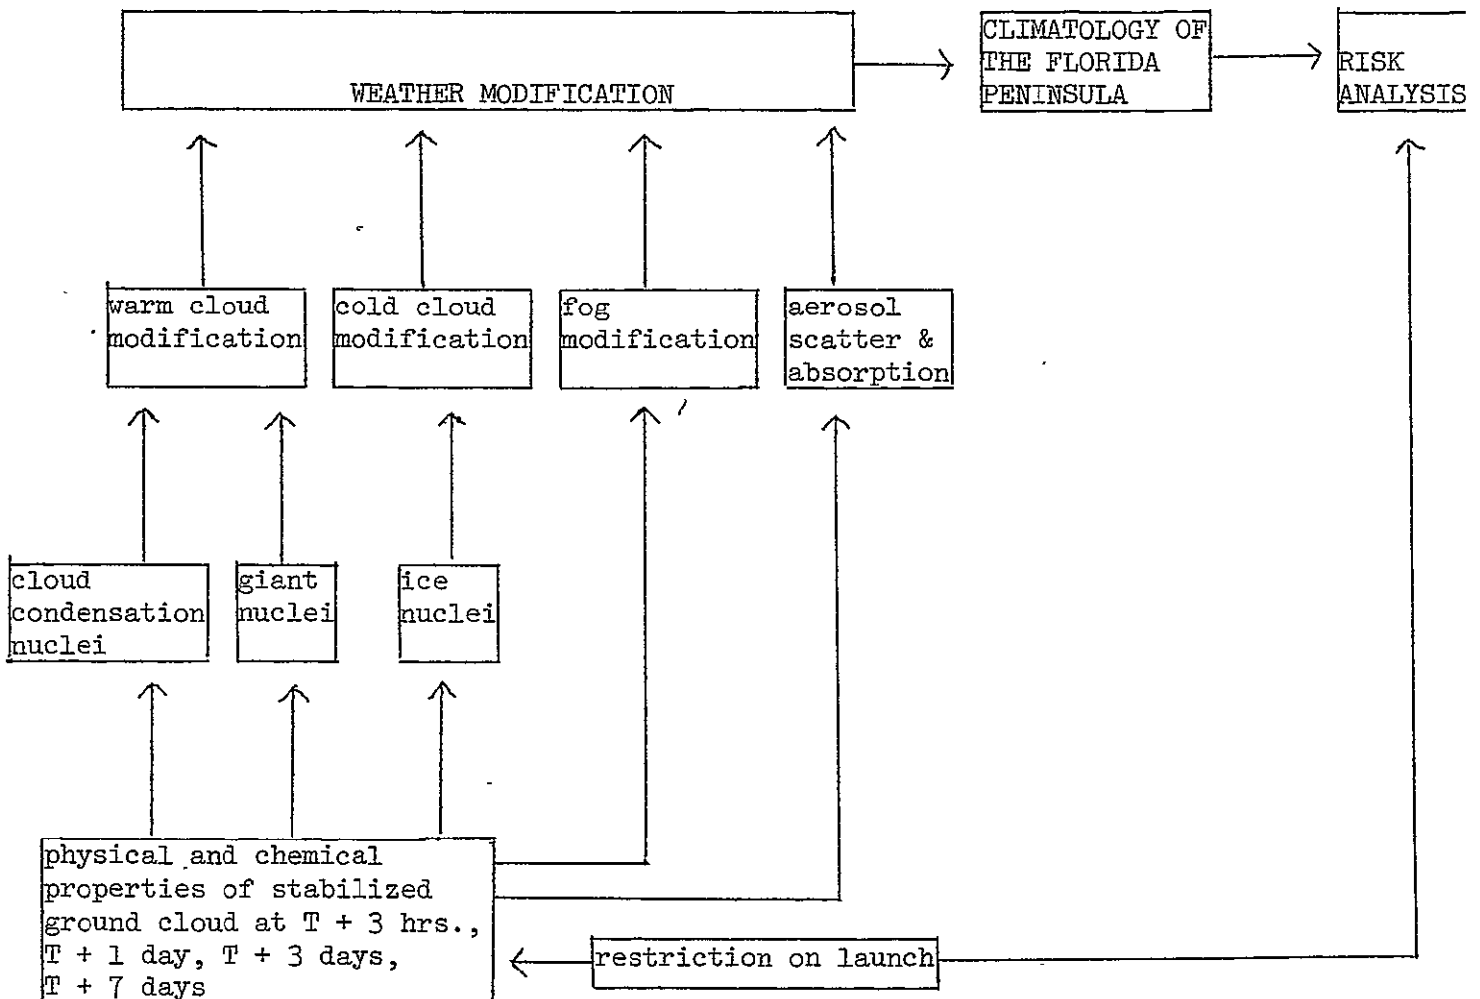 WEATHER MODIFICATION
CLIMATOLOGY OF
THE FLORIDA
PENINSULA
RISK
ANALYSIS
warm cloud
modification
cold cloud
modification
fog
modification
aerosol
scatter &
absorption
cloud
condensation
nuclei
giant
nuclei
ice
nuclei
physical and chemical
properties of stabilized
ground cloud at T + 3 hrs.,
T + 1 day, T + 3 days,
T + 7 days
restriction on launch